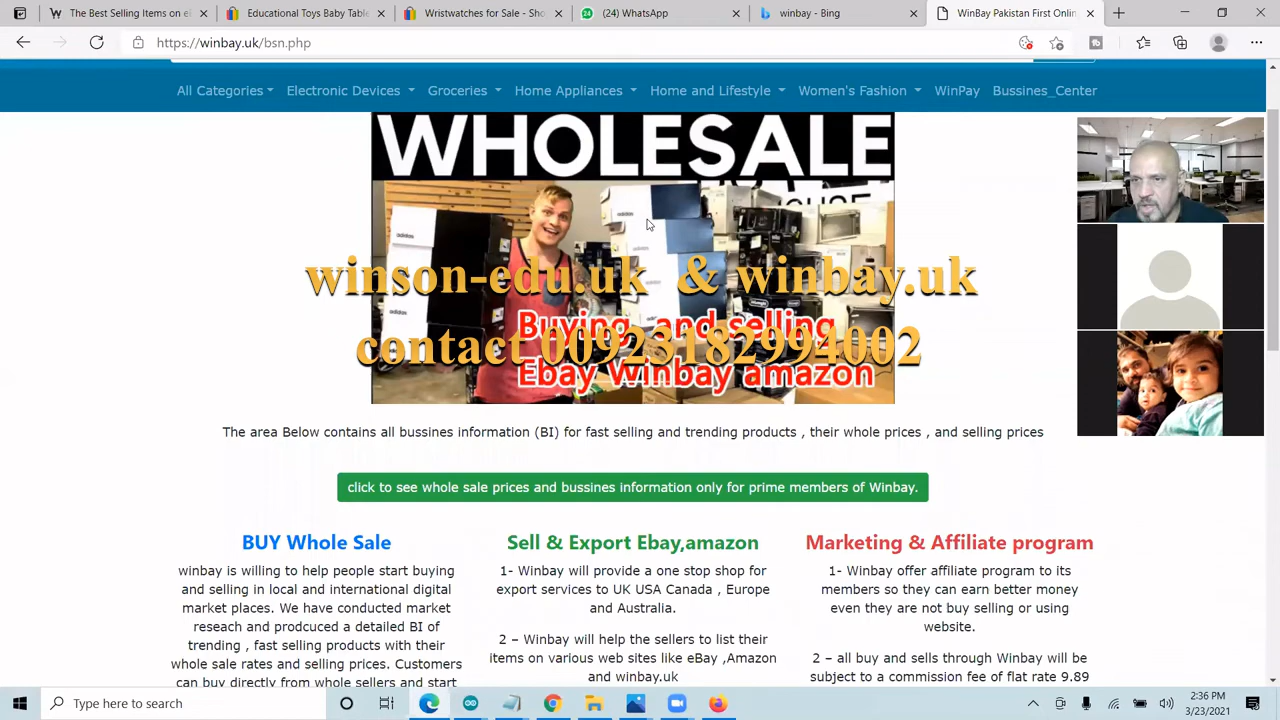 The Best Selling Items on e
Educational Toys Baby Table
Wristwatches for Sale - Sho
24
(24) WhatsApp
winbay - Bing
WinBay Pakistan First Onlin
https://winbay.uk/bsn.php
All Categories Electronic Devices Groceries Home Appliances Home and Lifestyle Women's Fashion WinPay Bussines_Center
WHOLESALE
adidas
winson-edu.uk & winbay.uk
Buying and selling
contact 00923182994002
Ebay Winbay amazon
The area Below contains all bussines information (BI) for fast selling and trending products , their whole prices , and selling prices
click to see whole sale prices and bussines information only for prime members of Winbay.
BUY Whole Sale
winbay is willing to help people start buying
and selling in local and international digital
market places. We have conducted market
reseach and prodcuced a detailed BI of
trending , fast selling products with their
whole sale rates and selling prices. Customers
can buy directly from whole sellers and start
Sell & Export Ebay,amazon
1- Winbay will provide a one stop shop for
export services to UK USA Canada , Europe
and Australia.
2 – Winbay will help the sellers to list their
items on various web sites like eBay ,Amazon
and winbay.uk
Marketing & Affiliate program
1- Winbay offer affiliate program to its
members so they can earn better money
even they are not buy selling or using
website.
2 – all buy and sells through Winbay will be
subject to a commission fee of flat rate 9.89
Type here to search
2:36 PM
3/23/2021